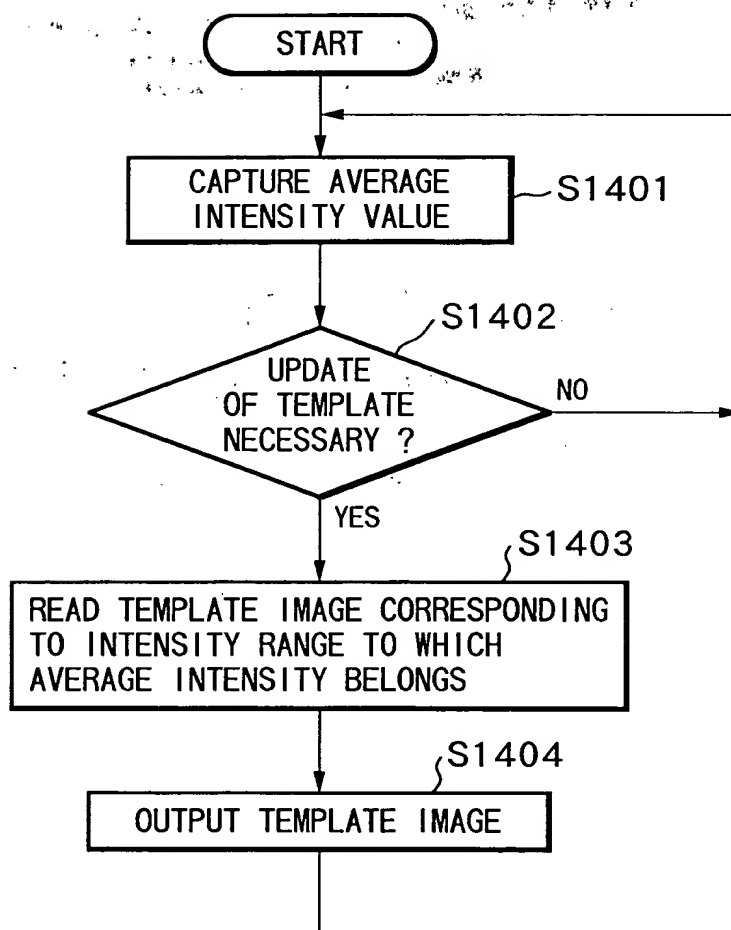 START
CAPTURE AVERAGE
INTENSITY VALUE
S1401
S1402
UPDATE
OF TEMPLATE
NECESSARY ?
NO
YES
S1403
READ TEMPLATE IMAGE CORRESPONDING
TO INTENSITY RANGE TO WHICH
AVERAGE INTENSITY BELONGS
S1404
OUTPUT TEMPLATE IMAGE